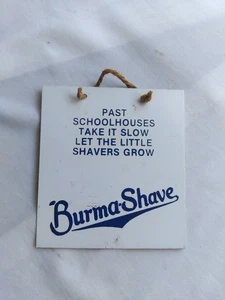 PAST
SCHOOLHOUSES
TAKE IT SLOW
LET THE LITTLE
SHAVERS GROW
Burma-Shave